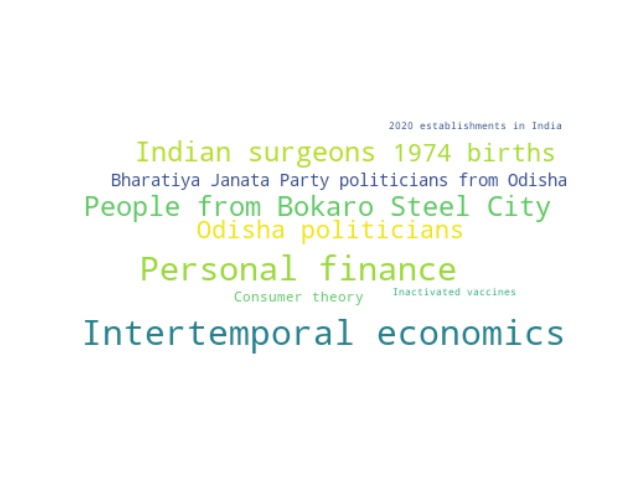 2020 establishments in India
Indian surgeons 1974 births
Bharatiya Janata Party politicians from Odisha
People from Bokaro Steel City
Odisha politicians
Personal finance
Consumer theory Inactivated vaccines
Intertemporal economics